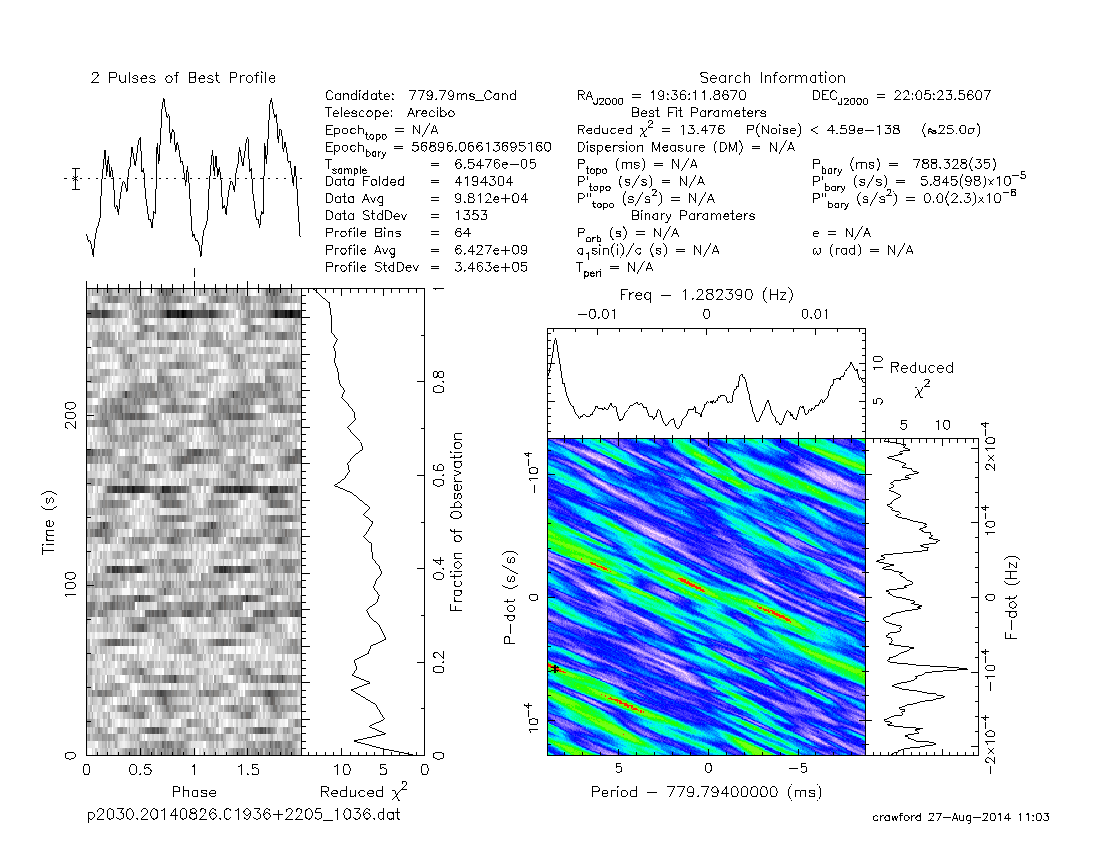 2 Pulses of Best Profile
Candidate: 779.79ms_Cand
Telescope: Arecibo
Epoch_topo = N/A
Epoch_bary = 56896.06613695160
T_sample = 6.5476e-05
Data Folded = 4194304
Data Avg = 9.812e+04
Data StdDev = 1353
Profile Bins = 64
Profile Avg = 6.427e+09
Profile StdDev = 3.463e+05
Search Information
RA_J2000 = 19:36:11.8670 DEC_J2000 = 22:05:23.5607
Best Fit Parameters
Reduced χ² = 13.476 P(Noise) < 4.59e-138 (≈25.0σ)
Dispersion Measure (DM) = N/A
P_topo (ms) = N/A P_bary (ms) = 788.328(35)
P'_topo (s/s) = N/A P'_bary (s/s) = 5.845(98)×10⁻⁵
P''_topo (s/s²) = N/A P''_bary (s/s²) = 0.0(2.3)×10⁻⁶
Binary Parameters
P_orb (s) = N/A e = N/A
a₁sin(i)/c (s) = N/A ω (rad) = N/A
T_peri = N/A
0 0.5 1 1.5
Phase
0 100 200
Time (s)
10 5 0
Reduced χ²
0 0.2 0.4 0.6 0.8 1
Fraction of Observation
Freq − 1.282390 (Hz)
−0.01 0 0.01
5 10
Reduced χ²
5 10
−10⁻⁴ 0 10⁻⁴
P−dot (s/s)
5 0 −5
Period − 779.79400000 (ms)
2×10⁻⁴ 10⁻⁴ 0 −10⁻⁴ −2×10⁻⁴
F−dot (Hz)
p2030.20140826.C1936+2205_1036.dat
crawford 27−Aug−2014 11:03